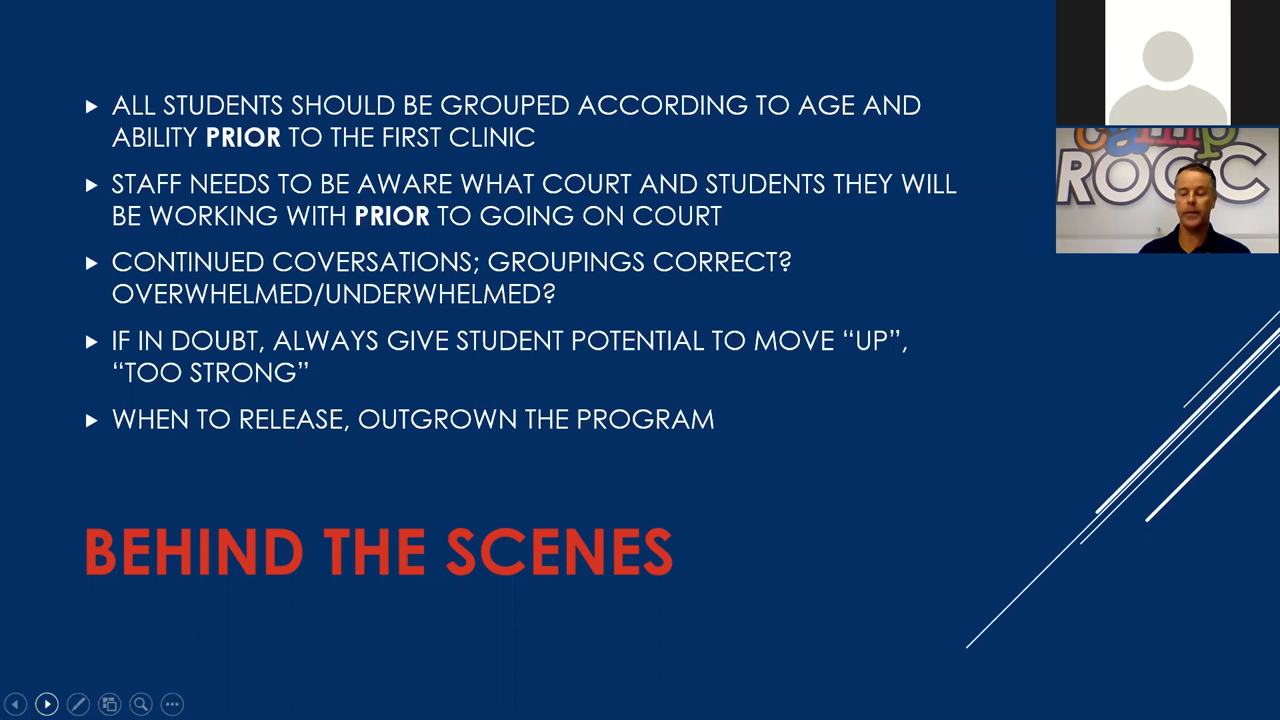 ALL STUDENTS SHOULD BE GROUPED ACCORDING TO AGE AND
ABILITY PRIOR TO THE FIRST CLINIC
STAFF NEEDS TO BE AWARE WHAT COURT AND STUDENTS THEY WILL
BE WORKING WITH PRIOR TO GOING ON COURT
CONTINUED COVERSATIONS; GROUPINGS CORRECT?
OVERWHELMED/UNDERWHELMED?
IF IN DOUBT, ALWAYS GIVE STUDENT POTENTIAL TO MOVE “UP”,
“TOO STRONG”
WHEN TO RELEASE, OUTGROWN THE PROGRAM
BEHIND THE SCENES
camp
ROCC